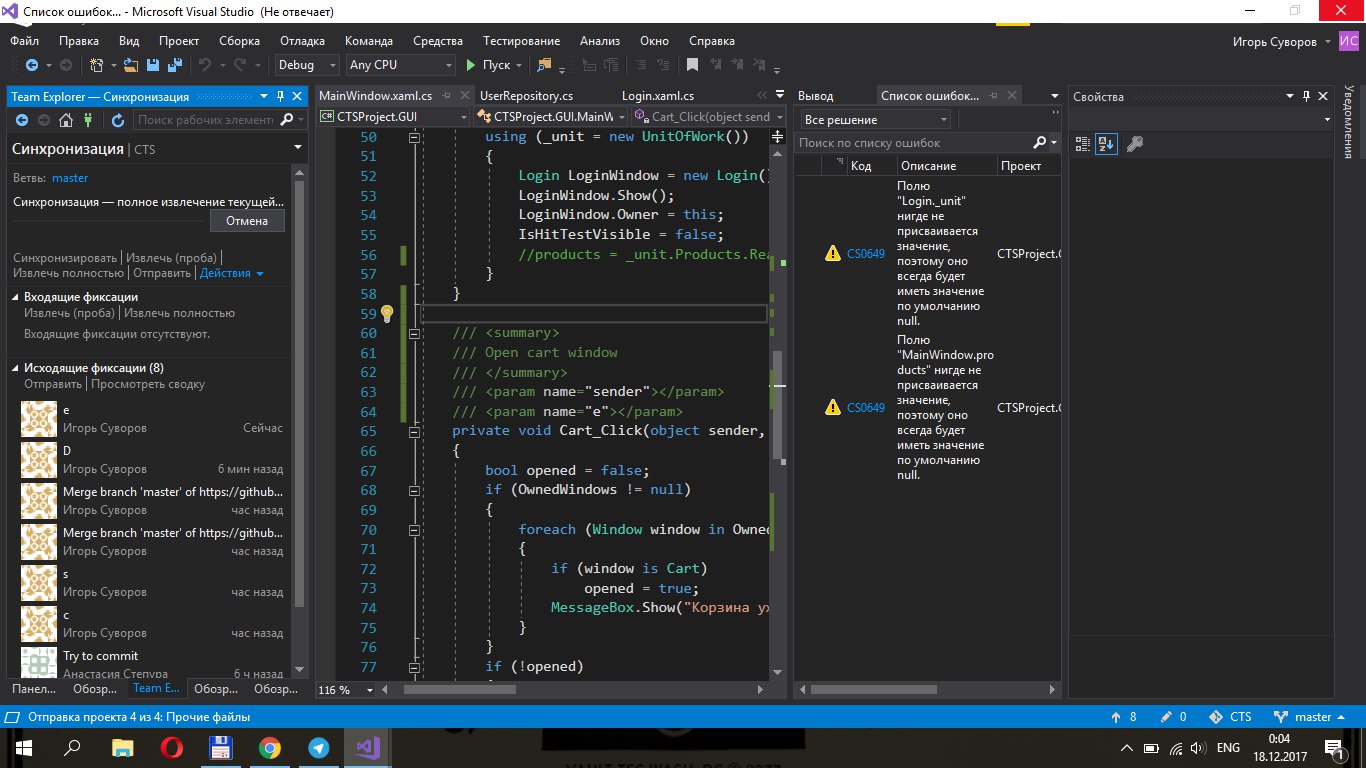 Список ошибок... - Microsoft Visual Studio (Не отвечает)
Файл Правка Вид Проект Сборка Отладка Команда Средства Тестирование Анализ Окно Справка
Игорь Суворов ИС
Debug Any CPU Пуск
Team Explorer — Синхронизация
Поиск рабочих элементо
Синхронизация | CTS
Ветвь: master
Синхронизация — полное извлечение текущей...
Отмена
Синхронизировать | Извлечь (проба) |
Извлечь полностью | Отправить | Действия
Входящие фиксации
Извлечь (проба) | Извлечь полностью
Входящие фиксации отсутствуют.
Исходящие фиксации (8)
Отправить | Просмотреть сводку
e
Игорь Суворов Сейчас
D
Игорь Суворов 6 мин назад
Merge branch 'master' of https://github...
Игорь Суворов час назад
Merge branch 'master' of https://github...
Игорь Суворов час назад
s
Игорь Суворов час назад
c
Игорь Суворов час назад
Try to commit
Анастасия Степура 6 ч назад
Панел... Обозр... Team E... Обозр... Обозр...
MainWindow.xaml.cs UserRepository.cs Login.xaml.cs
CTSProject.GUI CTSProject.GUI.MainW Cart_Click(object send
50 using (_unit = new UnitOfWork())
51 {
52 Login LoginWindow = new Login()
53 LoginWindow.Show();
54 LoginWindow.Owner = this;
55 IsHitTestVisible = false;
56 //products = _unit.Products.Rea
57 }
58 }
59
60 /// <summary>
61 /// Open cart window
62 /// </summary>
63 /// <param name="sender"></param>
64 /// <param name="e"></param>
65 private void Cart_Click(object sender,
66 {
67 bool opened = false;
68 if (OwnedWindows != null)
69 {
70 foreach (Window window in Owned
71 {
72 if (window is Cart)
73 opened = true;
74 MessageBox.Show("Корзина уж
75 }
76 }
77 if (!opened)
116 %
Вывод Список ошибок...
Все решение
Поиск по списку ошибок
Код Описание Проект
Полю
"Login._unit"
нигде не
присваивается
значение,
CS0649 поэтому оно CTSProject.G
всегда будет
иметь значение
по умолчанию
null.
Полю
"MainWindow.pro
ducts" нигде не
присваивается
значение,
CS0649 поэтому оно CTSProject.G
всегда будет
иметь значение
по умолчанию
null.
Свойства
Уведомления
Отправка проекта 4 из 4: Прочие файлы
8 0 CTS master
ENG
0:04
18.12.2017
1